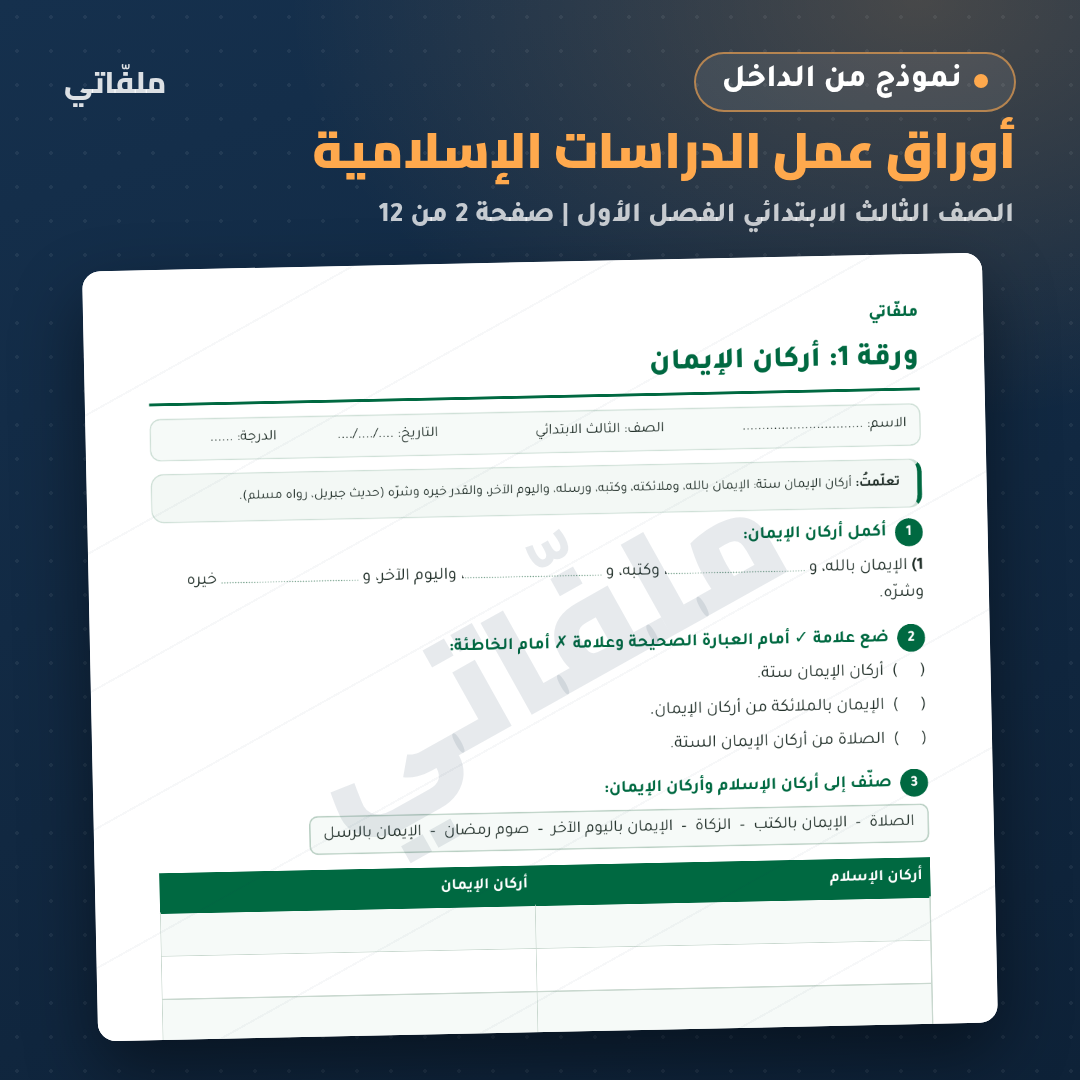 نموذج من الداخل
ملفّاتي
أوراق عمل الدراسات الإسلامية
الصف الثالث الابتدائي الفصل الأول | صفحة 2 من 12
ملفّاتي
ورقة 1: أركان الإيمان
الاسم: .............................. الصف: الثالث الابتدائي التاريخ: ..../..../.... الدرجة: ......
تعلّمتُ: أركان الإيمان ستة: الإيمان بالله، وملائكته، وكتبه، ورسله، واليوم الآخر، والقدر خيره وشرّه (حديث جبريل، رواه مسلم).
1 أكمل أركان الإيمان:
1) الإيمان بالله، و ..............................، وكتبه، و ..............................، واليوم الآخر، و .............................. خيره
وشرّه.
2 ضع علامة ✓ أمام العبارة الصحيحة وعلامة ✗ أمام الخاطئة:
( ) أركان الإيمان ستة.
( ) الإيمان بالملائكة من أركان الإيمان.
( ) الصلاة من أركان الإيمان الستة.
3 صنّف إلى أركان الإسلام وأركان الإيمان:
الصلاة - الإيمان بالكتب - الزكاة - الإيمان باليوم الآخر - صوم رمضان - الإيمان بالرسل
أركان الإسلام أركان الإيمان
ملفّاتي